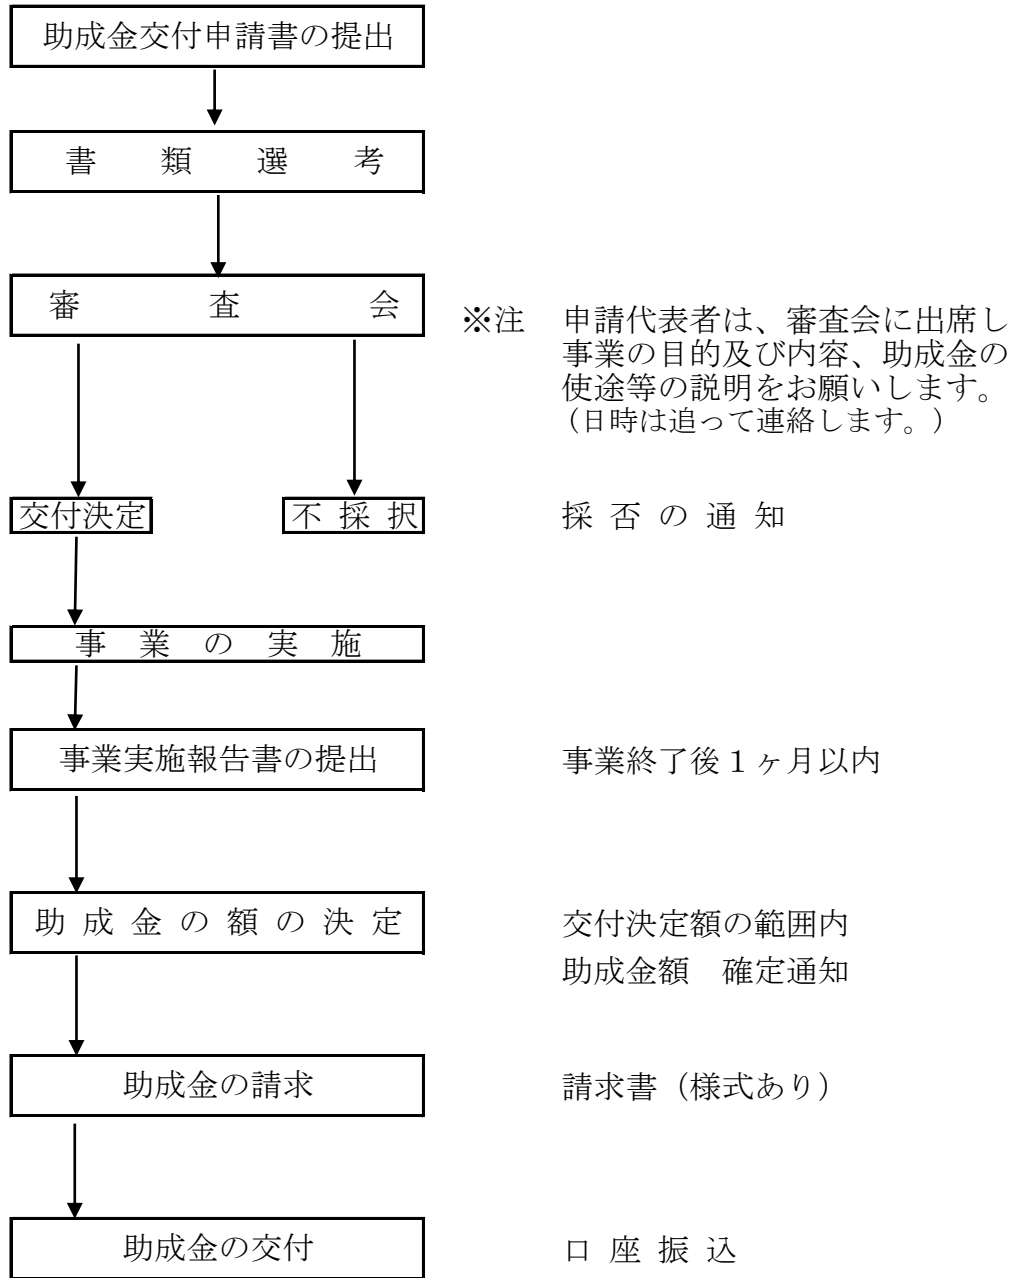 助成金交付申請書の提出
書　類　選　考
審　査　会
※注　申請代表者は、審査会に出席し
事業の目的及び内容、助成金の
使途等の説明をお願いします。
（日時は追って連絡します。）
交付決定　不 採 択　採 否 の 通 知
事　業　の　実　施
事業実施報告書の提出　事業終了後１ヶ月以内
助 成 金 の 額 の 決 定　交付決定額の範囲内
助成金額　確定通知
助成金の請求　請求書（様式あり）
助成金の交付　口 座 振 込